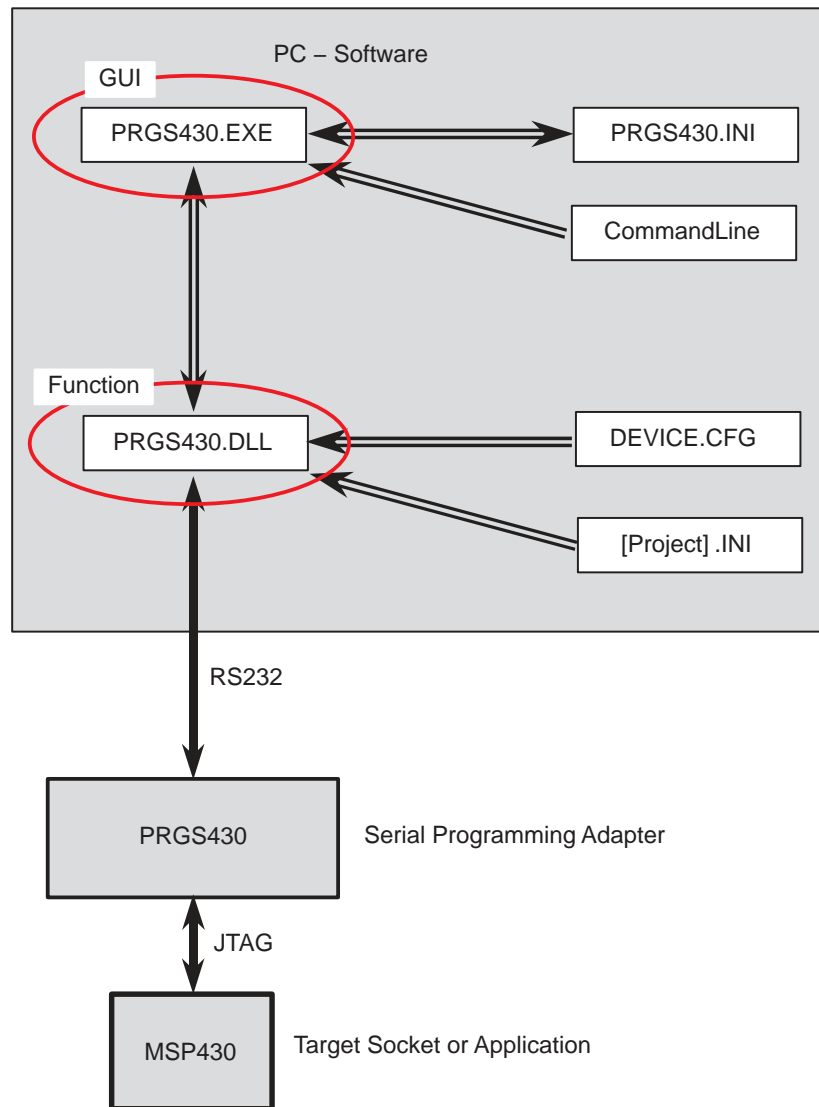 PC – Software
GUI
PRGS430.EXE
PRGS430.INI
CommandLine
Function
PRGS430.DLL
DEVICE.CFG
[Project] .INI
RS232
PRGS430
Serial Programming Adapter
JTAG
MSP430
Target Socket or Application